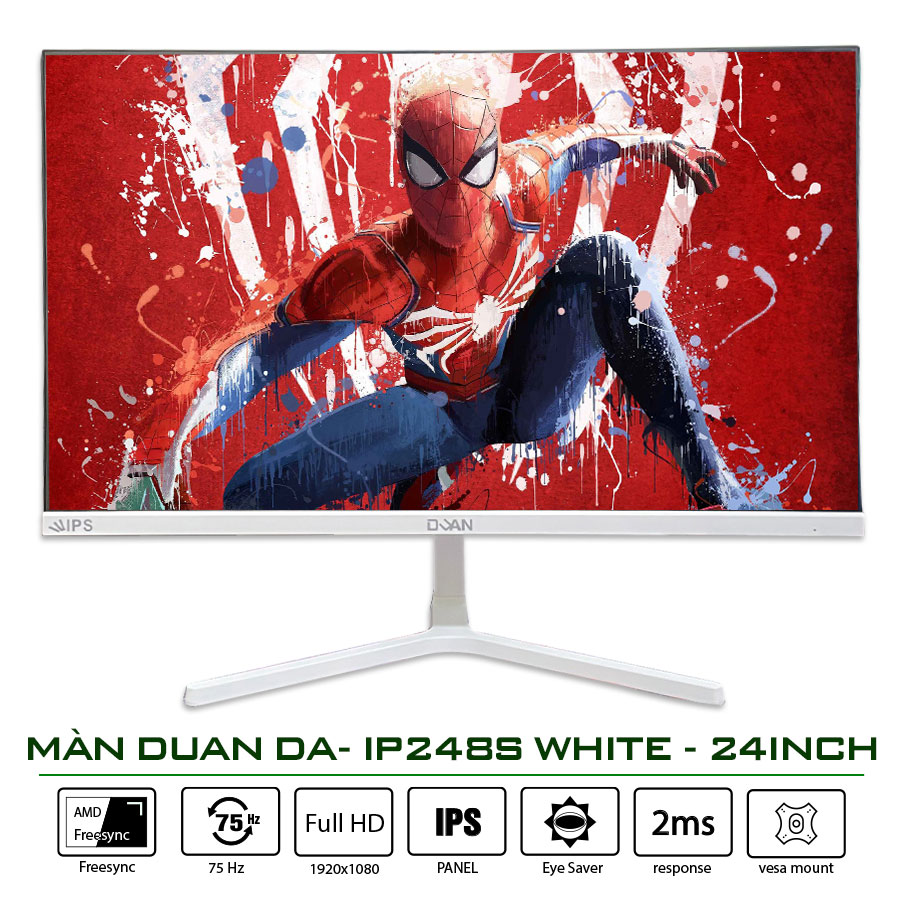 IPS
DUAN
MÀN DUAN DA- IP248S WHITE - 24INCH
AMD Freesync
75 Hz
Full HD
IPS
2ms
Freesync
75 Hz
1920x1080
PANEL
Eye Saver
response
vesa mount